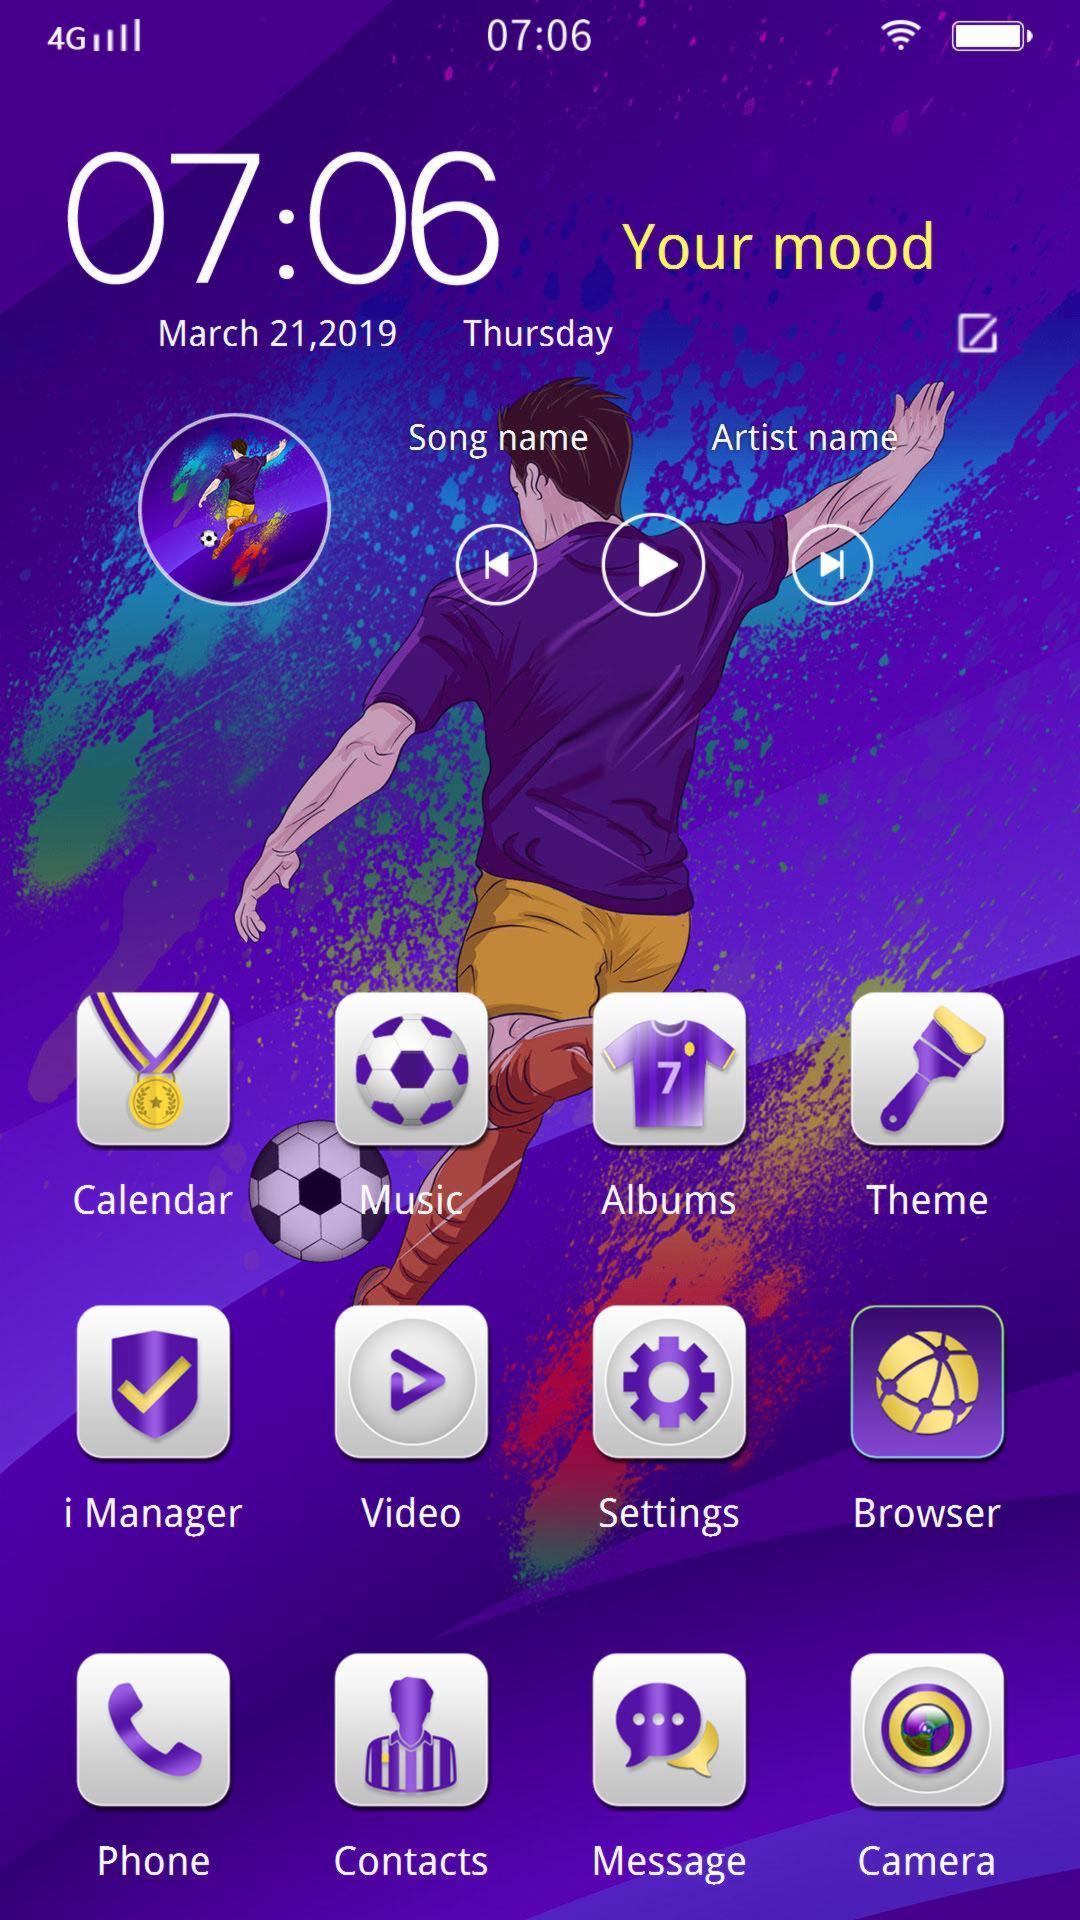 4G 07:06
07:06
Your mood
March 21,2019 Thursday
Song name Artist name
7
Calendar Music Albums Theme
i Manager Video Settings Browser
Phone Contacts Message Camera